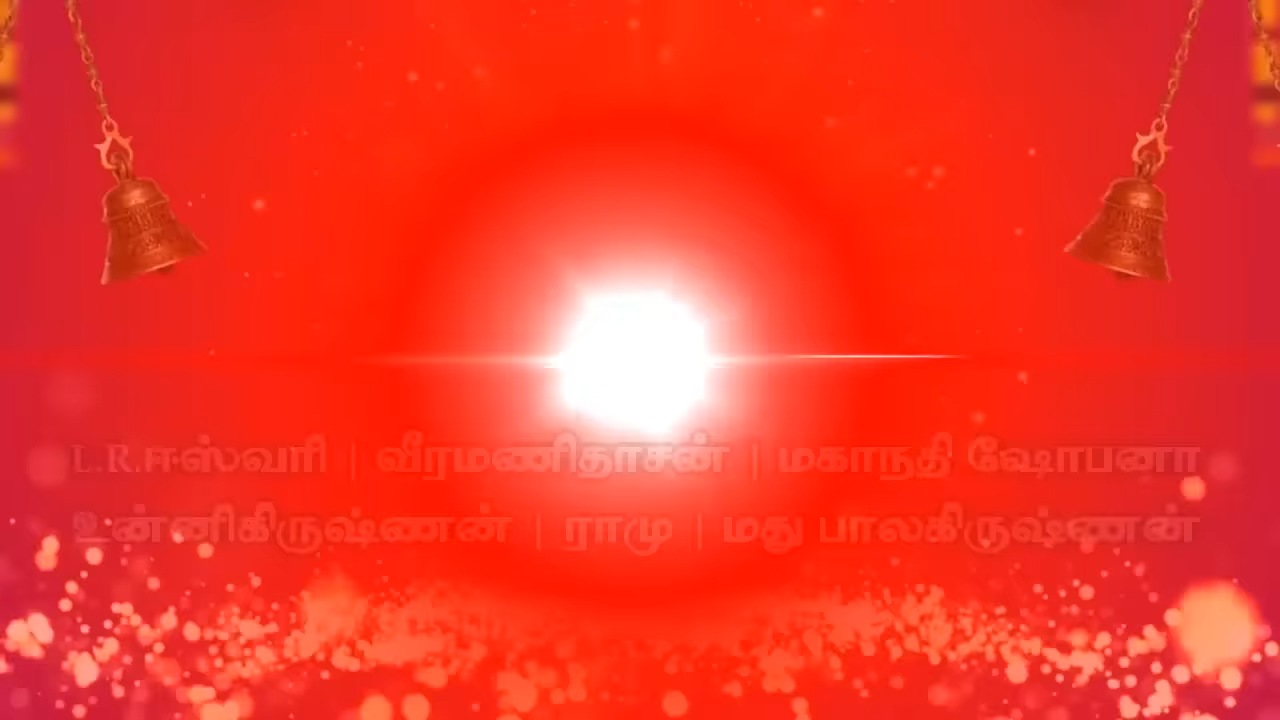 L.R.ஈஸ்வரி | வீரமணிதாசன் | மகாநதி ஷோபனா
உன்னிகிருஷ்ணன் | ராமு | மது பாலகிருஷ்ணன்